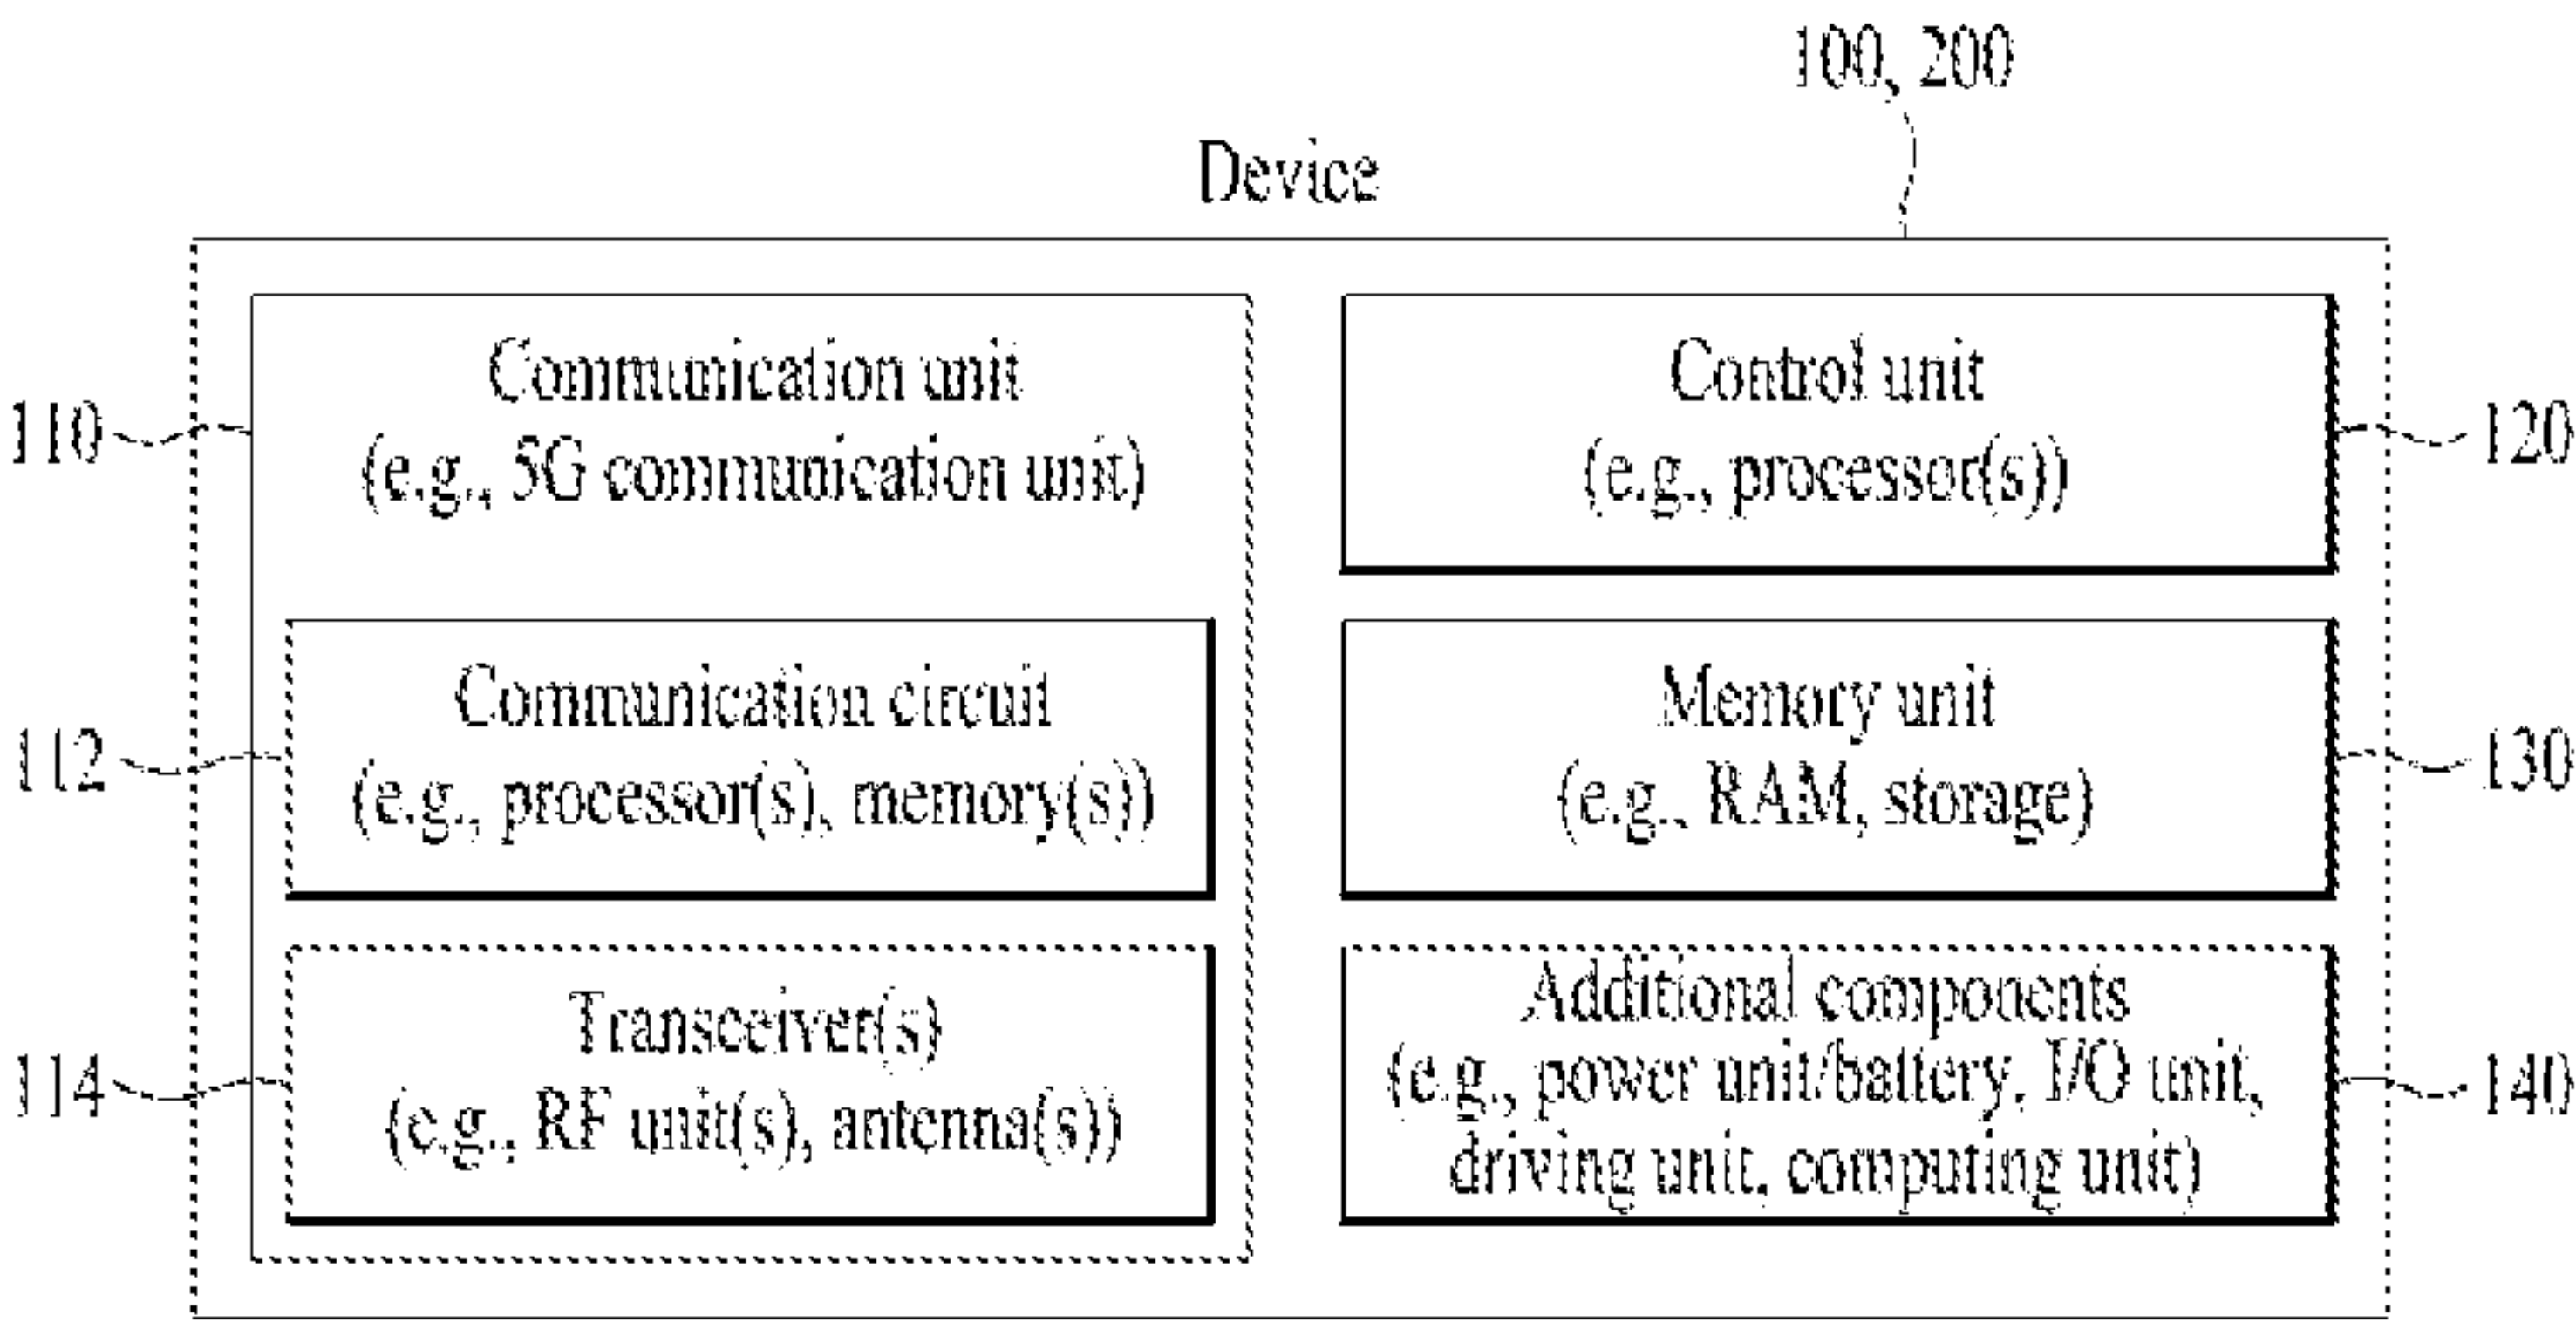 100, 200
Device
110
Communication unit
(e.g., 5G communication unit)
112
Communication circuit
(e.g., processor(s), memory(s))
114
Transceiver(s)
(e.g., RF unit(s), antenna(s))
Control unit
(e.g., processor(s))
120
Memory unit
(e.g., RAM, storage)
130
Additional components
(e.g., power unit/battery, I/O unit,
driving unit, computing unit)
140